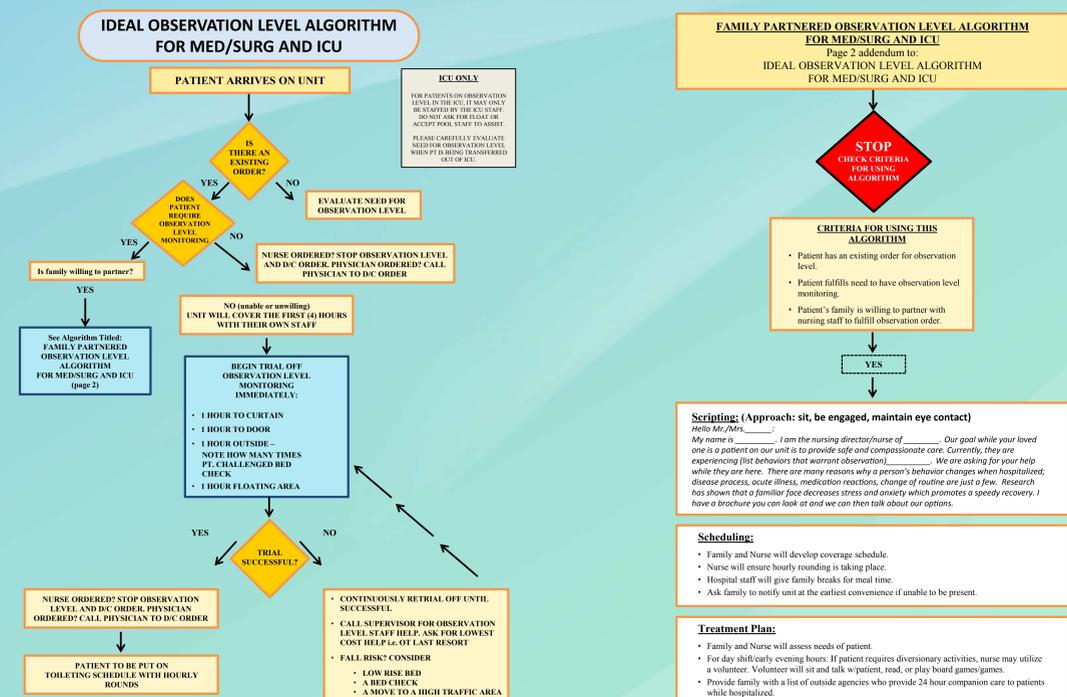 IDEAL OBSERVATION LEVEL ALGORITHM
FOR MED/SURG AND ICU
PATIENT ARRIVES ON UNIT
ICU ONLY
FOR PATIENTS ON OBSERVATION
LEVEL IN THE ICU, IT MAY ONLY
BE STAFFED BY THE ICU STAFF.
DO NOT ASK FOR FLOAT OR
ACCEPT POOL STAFF TO ASSIST.
PLEASE CAREFULLY EVALUATE
NEED FOR OBSERVATION LEVEL
WHEN PT IS BEING TRANSFERRED
OUT OF ICU.
IS
THERE AN
EXISTING
ORDER?
YES
NO
EVALUATE NEED FOR
OBSERVATION LEVEL
DOES
PATIENT
REQUIRE
OBSERVATION
LEVEL
MONITORING
YES
NO
NURSE ORDERED? STOP OBSERVATION LEVEL
AND D/C ORDER. PHYSICIAN ORDERED? CALL
PHYSICIAN TO D/C ORDER
Is family willing to partner?
YES
See Algorithm Titled:
FAMILY PARTNERED
OBSERVATION LEVEL
ALGORITHM
FOR MED/SURG AND ICU
(page 2)
NO (unable or unwilling)
UNIT WILL COVER THE FIRST (4) HOURS
WITH THEIR OWN STAFF
BEGIN TRIAL OFF
OBSERVATION LEVEL
MONITORING
IMMEDIATELY:
• 1 HOUR TO CURTAIN
• 1 HOUR TO DOOR
• 1 HOUR OUTSIDE –
NOTE HOW MANY TIMES
PT. CHALLENGED BED
CHECK
• 1 HOUR FLOATING AREA
TRIAL
SUCCESSFUL?
YES
NO
NURSE ORDERED? STOP OBSERVATION
LEVEL AND D/C ORDER. PHYSICIAN
ORDERED? CALL PHYSICIAN TO D/C ORDER
PATIENT TO BE PUT ON
TOILETING SCHEDULE WITH HOURLY
ROUNDS
• CONTINUOUSLY RETRIAL OFF UNTIL
SUCCESSFUL
• CALL SUPERVISOR FOR OBSERVATION
LEVEL STAFF HELP. ASK FOR LOWEST
COST HELP i.e. OT LAST RESORT
• FALL RISK? CONSIDER
• LOW RISE BED
• A BED CHECK
• A MOVE TO A HIGH TRAFFIC AREA
FAMILY PARTNERED OBSERVATION LEVEL ALGORITHM
FOR MED/SURG AND ICU
Page 2 addendum to:
IDEAL OBSERVATION LEVEL ALGORITHM
FOR MED/SURG AND ICU
STOP
CHECK CRITERIA
FOR USING
ALGORITHM
CRITERIA FOR USING THIS
ALGORITHM
• Patient has an existing order for observation
level.
• Patient fulfills need to have observation level
monitoring.
• Patient's family is willing to partner with
nursing staff to fulfill observation order.
YES
Scripting: (Approach: sit, be engaged, maintain eye contact)
Hello Mr./Mrs.______:
My name is _________. I am the nursing director/nurse of ________. Our goal while your loved
one is a patient on our unit is to provide safe and compassionate care. Currently, they are
experiencing (list behaviors that warrant observation)__________. We are asking for your help
while they are here. There are many reasons why a person's behavior changes when hospitalized;
disease process, acute illness, medication reactions, change of routine are just a few. Research
has shown that a familiar face decreases stress and anxiety which promotes a speedy recovery. I
have a brochure you can look at and we can then talk about our options.
Scheduling:
• Family and Nurse will develop coverage schedule.
• Nurse will ensure hourly rounding is taking place.
• Hospital staff will give family breaks for meal time.
• Ask family to notify unit at the earliest convenience if unable to be present.
Treatment Plan:
• Family and Nurse will assess needs of patient.
• For day shift/early evening hours: If patient requires diversionary activities, nurse may utilize
a volunteer. Volunteer will sit and talk w/patient, read, or play board games/games.
• Provide family with a list of outside agencies who provide 24 hour companion care to patients
while hospitalized.